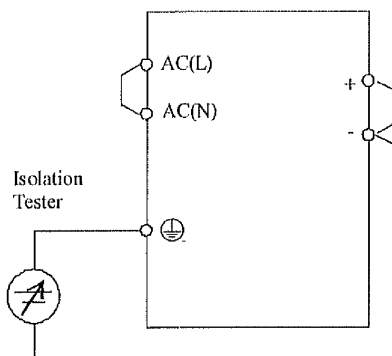 AC(L)
+
AC(N)
-
Isolation
Tester